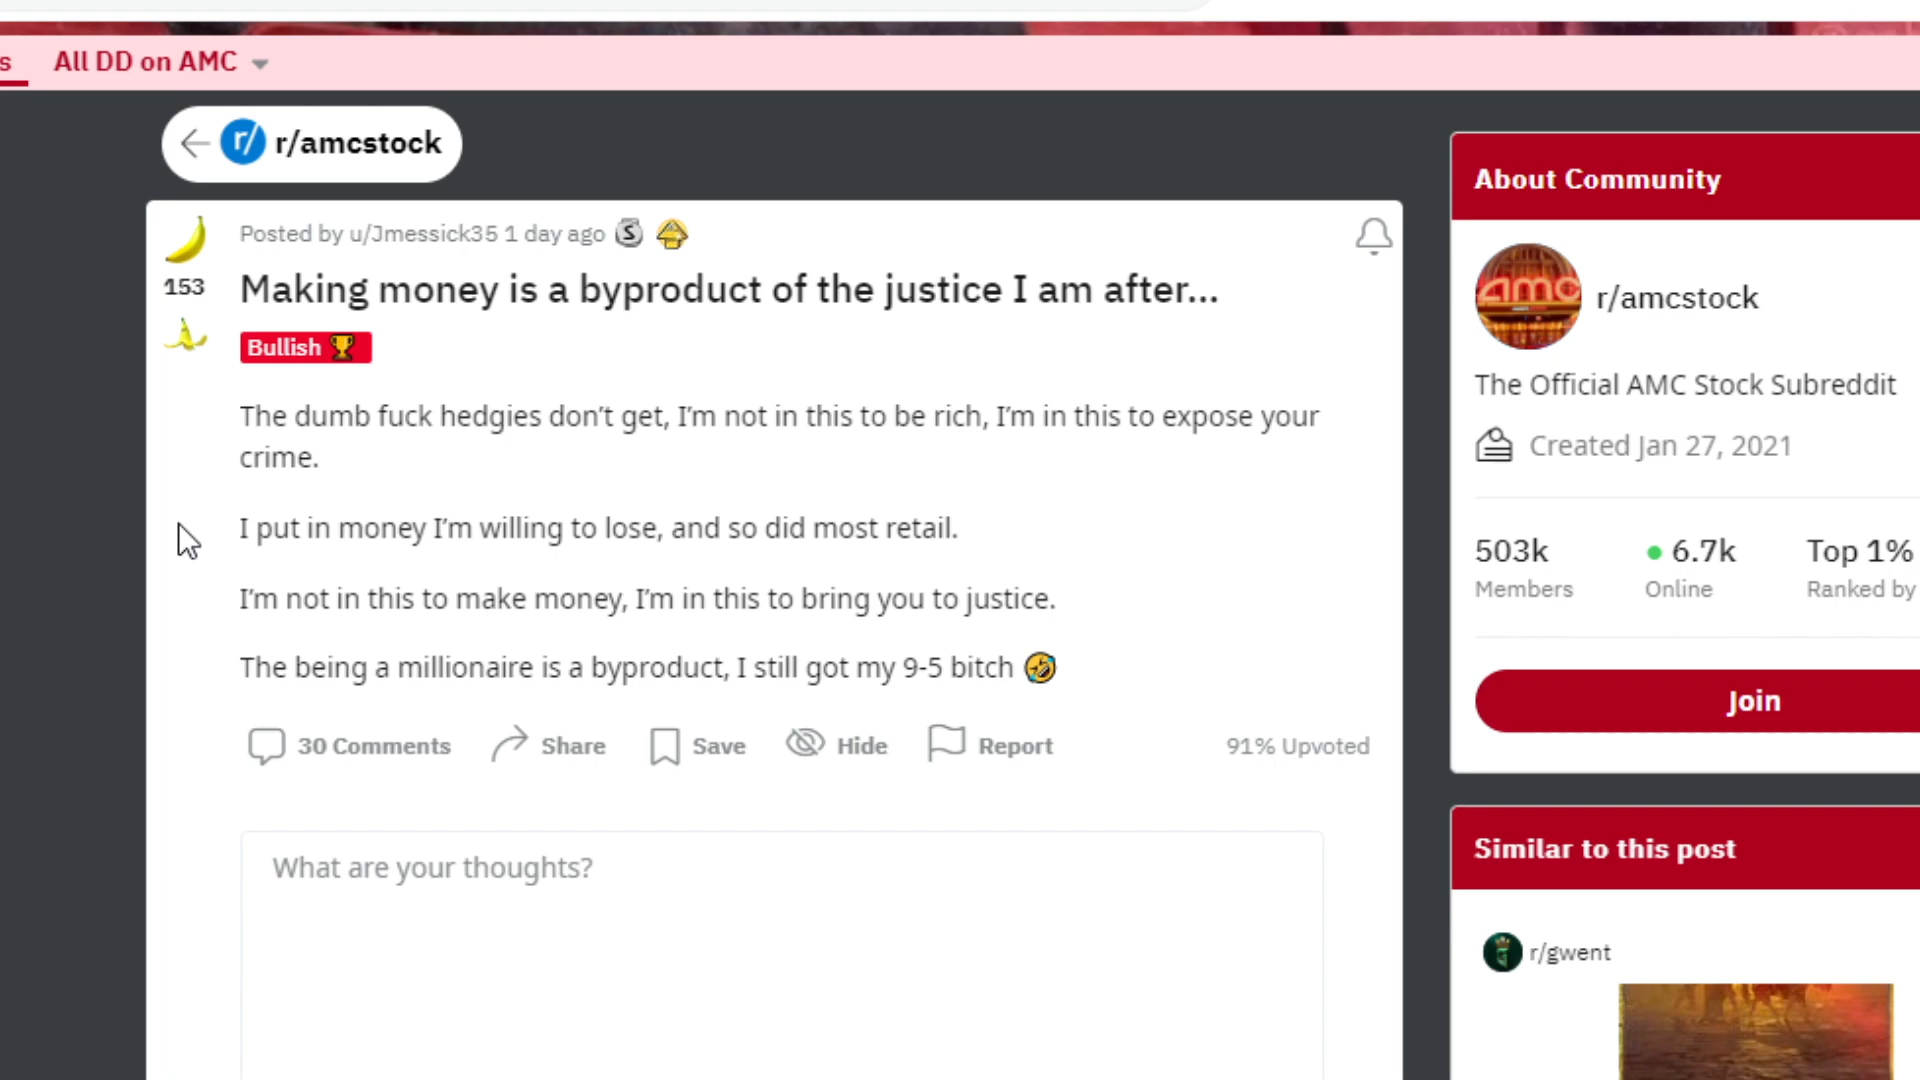 s All DD on AMC
r/ r/amcstock
Posted by u/Jmessick35 1 day ago S
153
Making money is a byproduct of the justice I am after...
Bullish 🏆
The dumb fuck hedgies don’t get, I’m not in this to be rich, I’m in this to expose your
crime.
I put in money I’m willing to lose, and so did most retail.
I’m not in this to make money, I’m in this to bring you to justice.
The being a millionaire is a byproduct, I still got my 9-5 bitch 🤣
30 Comments Share Save Hide Report 91% Upvoted
What are your thoughts?
About Community
amc
r/amcstock
The Official AMC Stock Subreddit
Created Jan 27, 2021
503k 6.7k Top 1%
Members Online Ranked by
Join
Similar to this post
r/gwent